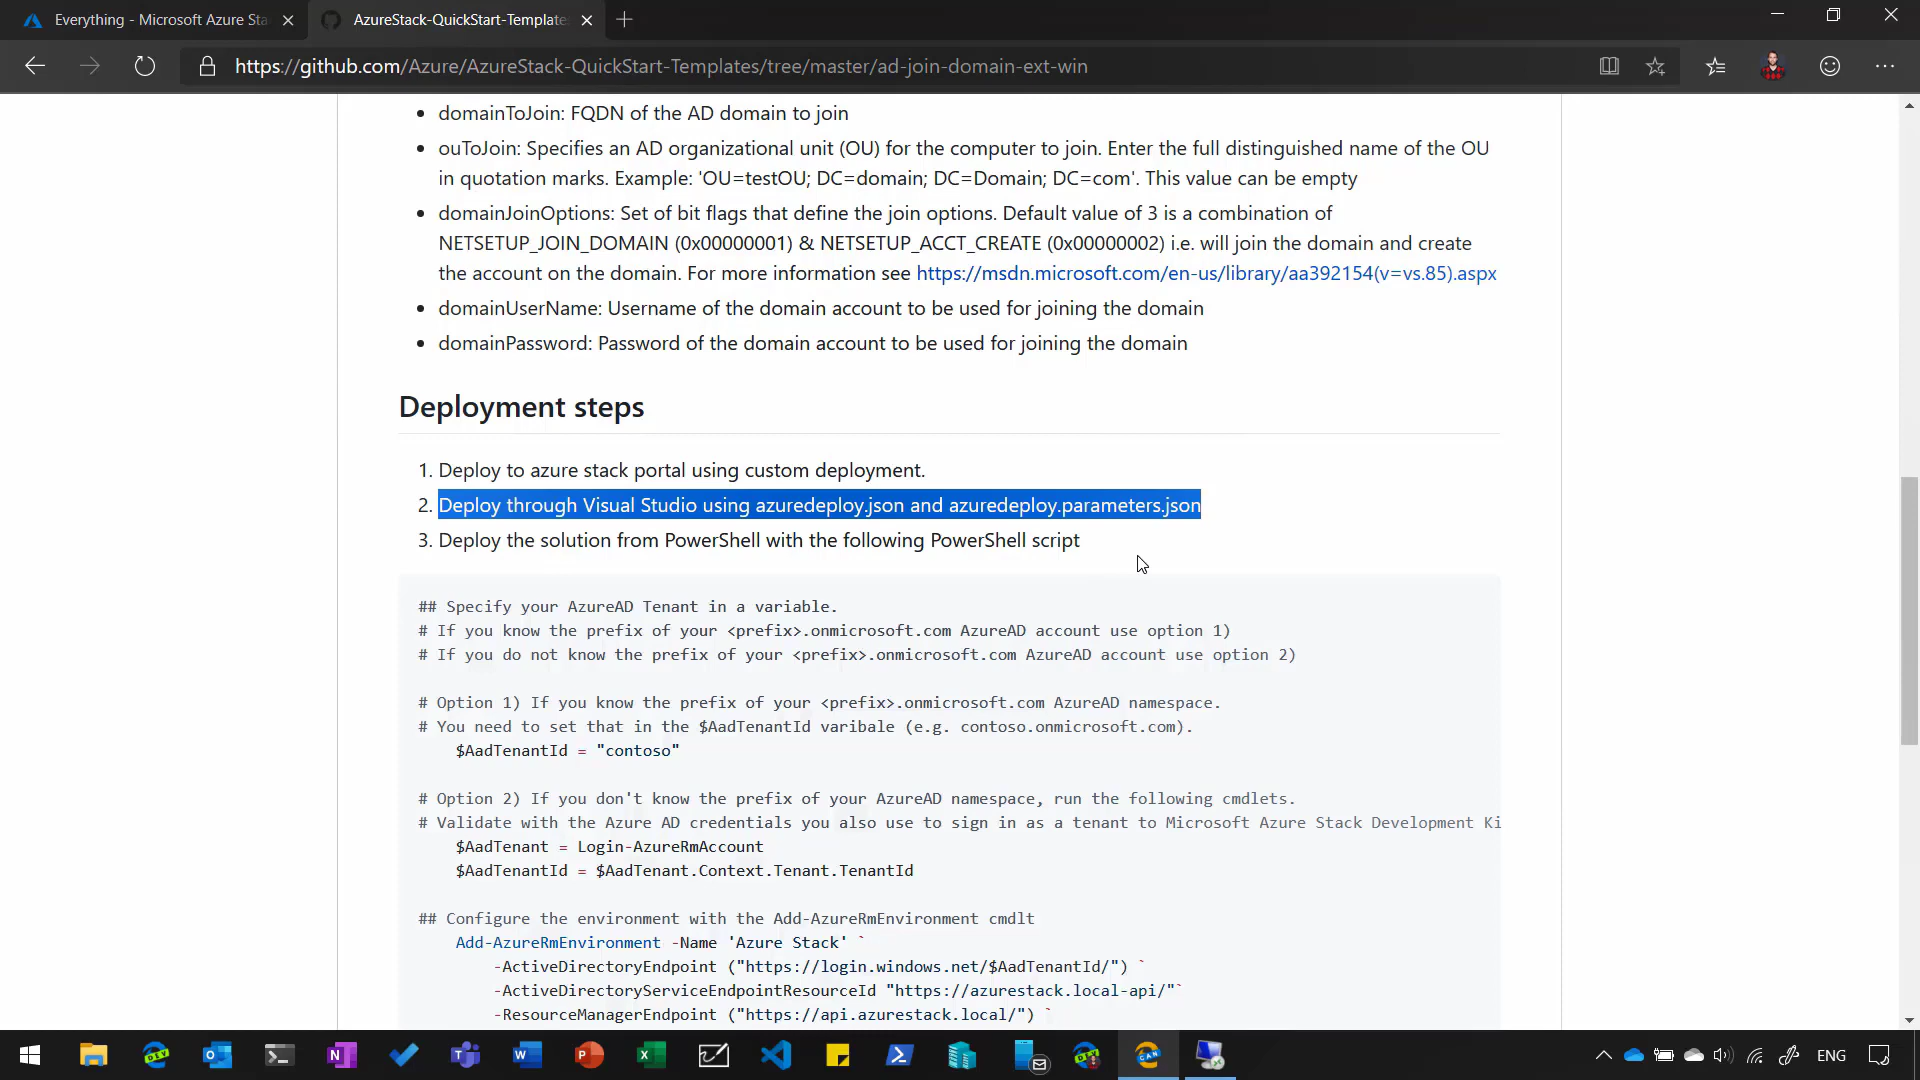 Everything - Microsoft Azure Sta
AzureStack-QuickStart-Template
https://github.com/Azure/AzureStack-QuickStart-Templates/tree/master/ad-join-domain-ext-win
• domainToJoin: FQDN of the AD domain to join
• ouToJoin: Specifies an AD organizational unit (OU) for the computer to join. Enter the full distinguished name of the OU
in quotation marks. Example: 'OU=testOU; DC=domain; DC=Domain; DC=com'. This value can be empty
• domainJoinOptions: Set of bit flags that define the join options. Default value of 3 is a combination of
NETSETUP_JOIN_DOMAIN (0x00000001) & NETSETUP_ACCT_CREATE (0x00000002) i.e. will join the domain and create
the account on the domain. For more information see https://msdn.microsoft.com/en-us/library/aa392154(v=vs.85).aspx
• domainUserName: Username of the domain account to be used for joining the domain
• domainPassword: Password of the domain account to be used for joining the domain
Deployment steps
1. Deploy to azure stack portal using custom deployment.
2. Deploy through Visual Studio using azuredeploy.json and azuredeploy.parameters.json
3. Deploy the solution from PowerShell with the following PowerShell script
## Specify your AzureAD Tenant in a variable.
# If you know the prefix of your <prefix>.onmicrosoft.com AzureAD account use option 1)
# If you do not know the prefix of your <prefix>.onmicrosoft.com AzureAD account use option 2)
# Option 1) If you know the prefix of your <prefix>.onmicrosoft.com AzureAD namespace.
# You need to set that in the $AadTenantId varibale (e.g. contoso.onmicrosoft.com).
$AadTenantId = "contoso"
# Option 2) If you don't know the prefix of your AzureAD namespace, run the following cmdlets.
# Validate with the Azure AD credentials you also use to sign in as a tenant to Microsoft Azure Stack Development Ki
$AadTenant = Login-AzureRmAccount
$AadTenantId = $AadTenant.Context.Tenant.TenantId
## Configure the environment with the Add-AzureRmEnvironment cmdlt
Add-AzureRmEnvironment -Name 'Azure Stack' `
-ActiveDirectoryEndpoint ("https://login.windows.net/$AadTenantId/") `
-ActiveDirectoryServiceEndpointResourceId "https://azurestack.local-api/"`
-ResourceManagerEndpoint ("https://api.azurestack.local/") `
ENG